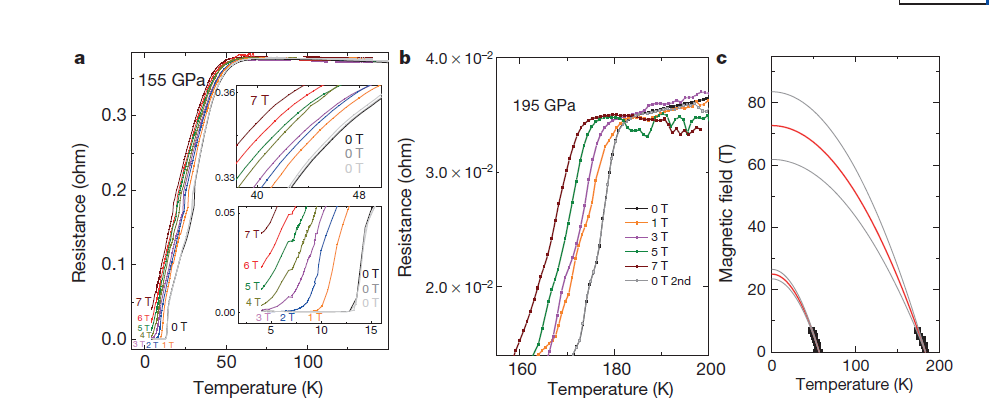 a
155 GPa
Resistance (ohm)
0.3
0.2
0.1
0.0
0.36
0.33
7 T
0 T
0 T
0 T
40
48
0.05
0.00
7 T
6 T
5 T
4 T
3 T
2 T
1 T
0 T
0 T
0 T
5
10
15
7 T
6 T
5 T
4 T
3 T
2 T
1 T
0 T
0
50
100
Temperature (K)
b
195 GPa
Resistance (ohm)
4.0 × 10⁻²
3.0 × 10⁻²
2.0 × 10⁻²
0 T
1 T
3 T
5 T
7 T
0 T 2nd
160
180
200
Temperature (K)
c
Magnetic field (T)
80
60
40
20
0
0
100
200
Temperature (K)